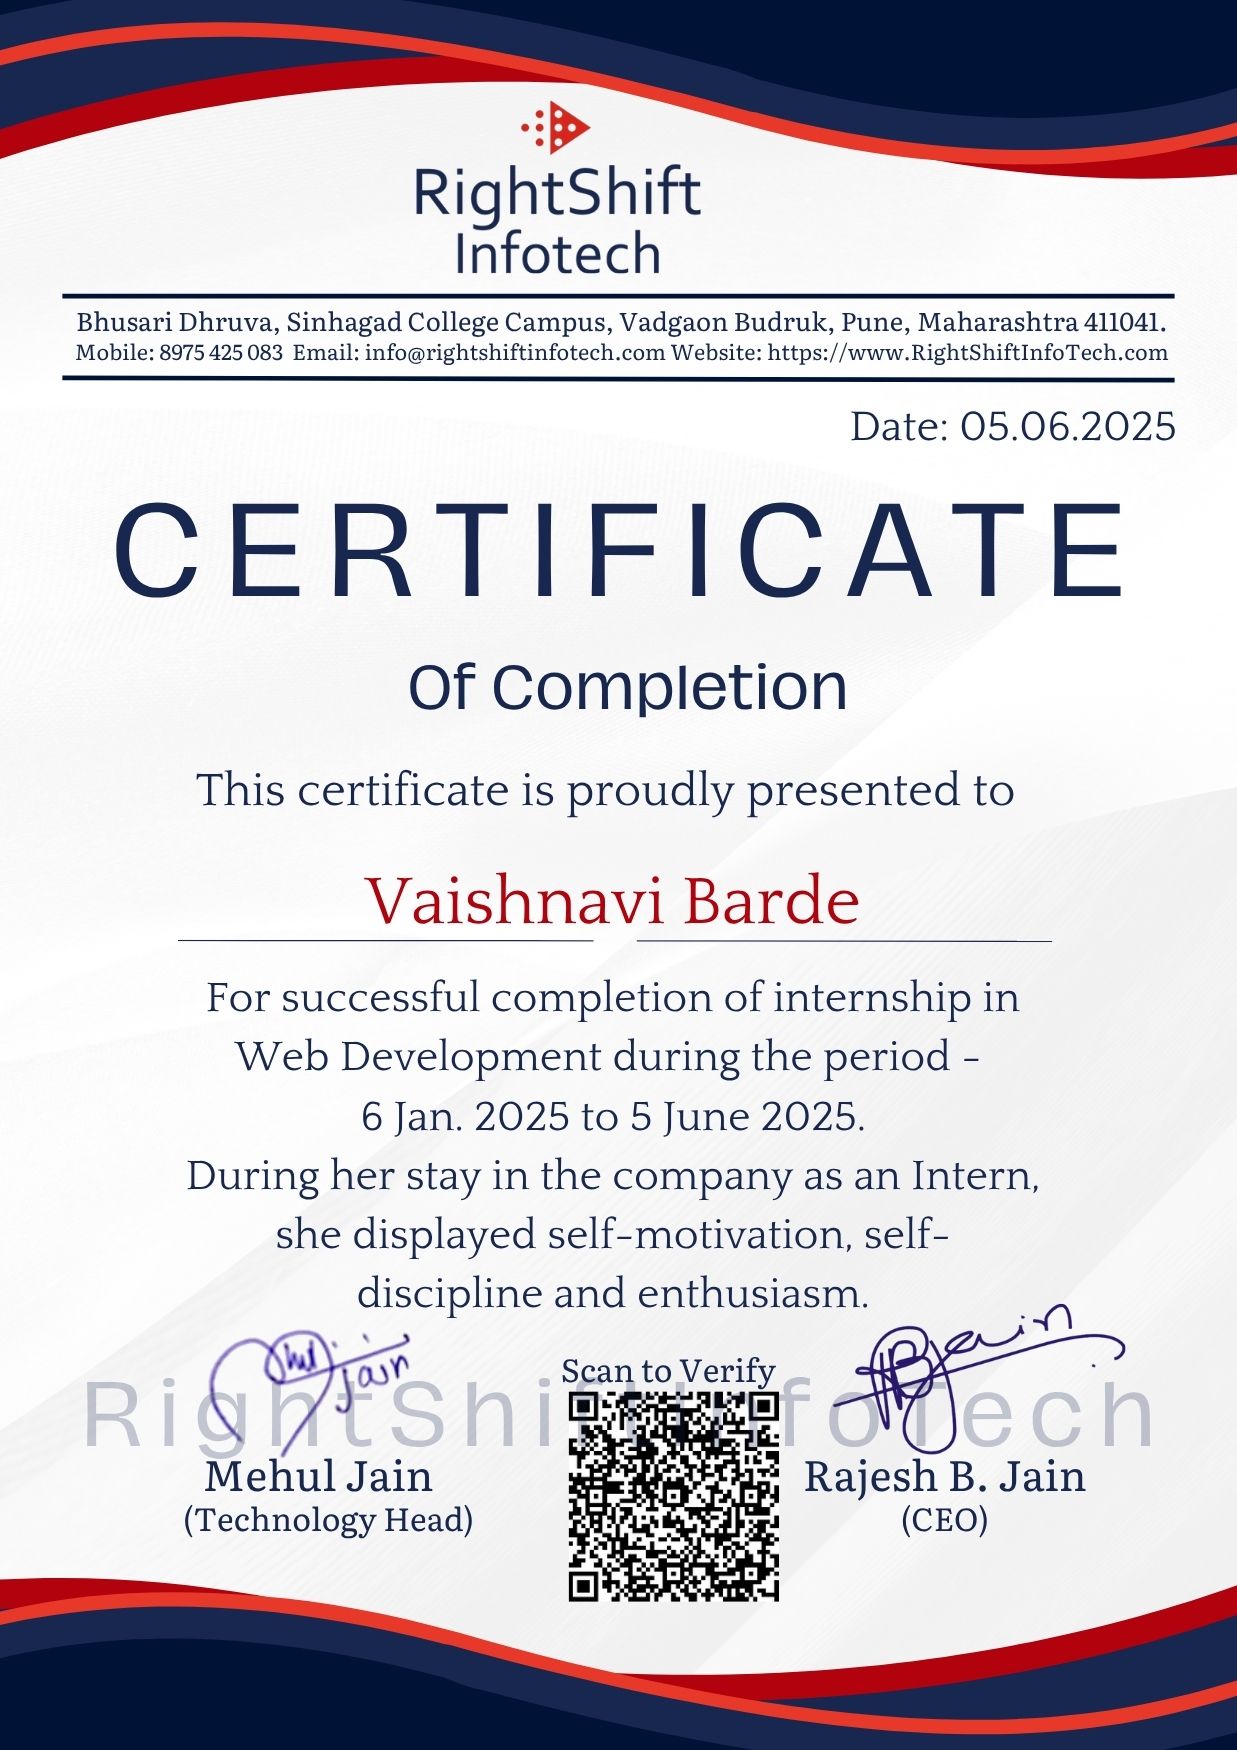 RightShift
Infotech
Bhusari Dhruva, Sinhagad College Campus, Vadgaon Budruk, Pune, Maharashtra 411041.
Mobile: 8975 425 083 Email: info@rightshiftinfotech.com Website: https://www.RightShiftInfoTech.com
Date: 05.06.2025
CERTIFICATE
Of Completion
This certificate is proudly presented to
Vaishnavi Barde
For successful completion of internship in
Web Development during the period -
6 Jan. 2025 to 5 June 2025.
During her stay in the company as an Intern,
she displayed self-motivation, self-
discipline and enthusiasm.
Jain
Jain
Scan to Verify
RightShiftInfoTech
Mehul Jain
Rajesh B. Jain
(Technology Head)
(CEO)